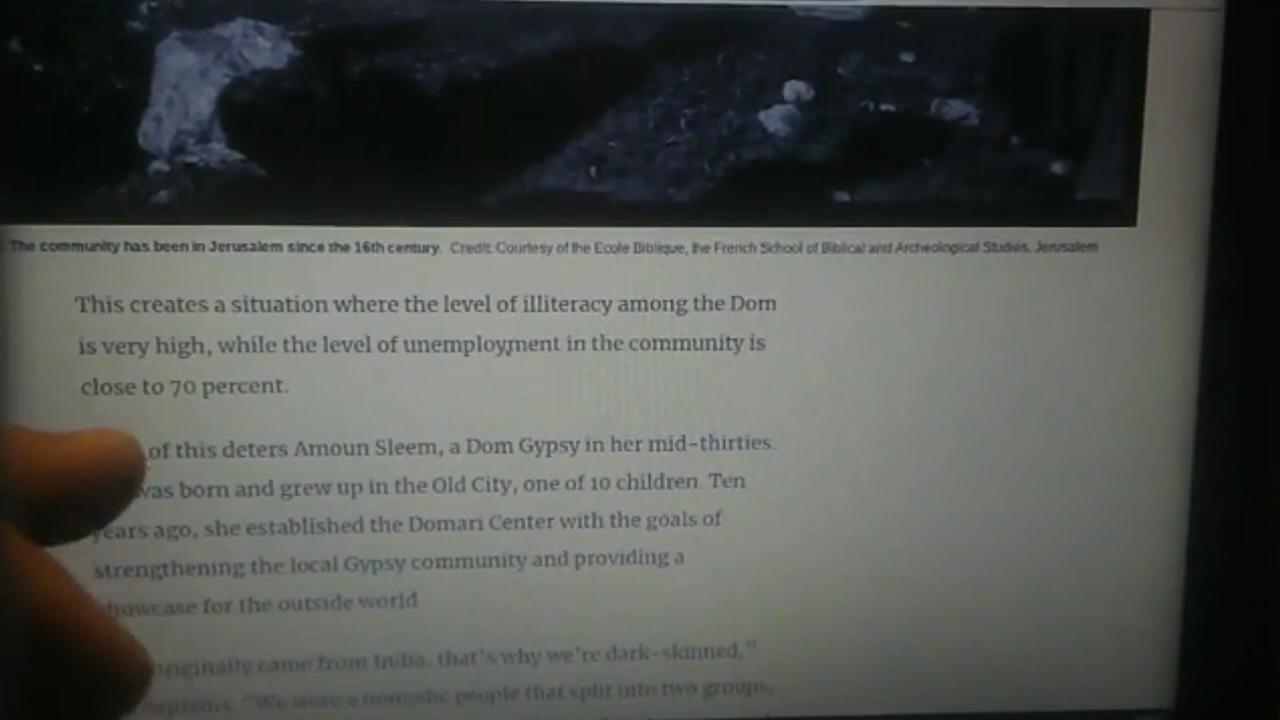 The community has been in Jerusalem since the 16th century. Credit: Courtesy of the Ecole Biblique, the French School of Biblical and Archeological Studies, Jerusalem
This creates a situation where the level of illiteracy among the Dom
is very high, while the level of unemployment in the community is
close to 70 percent.
of this deters Amoun Sleem, a Dom Gypsy in her mid-thirties.
was born and grew up in the Old City, one of 10 children. Ten
years ago, she established the Domari Center with the goals of
strengthening the local Gypsy community and providing a
showcase for the outside world
originally came from India, that's why we're dark-skinned,"
"We were a nomadic people that split into two groups,